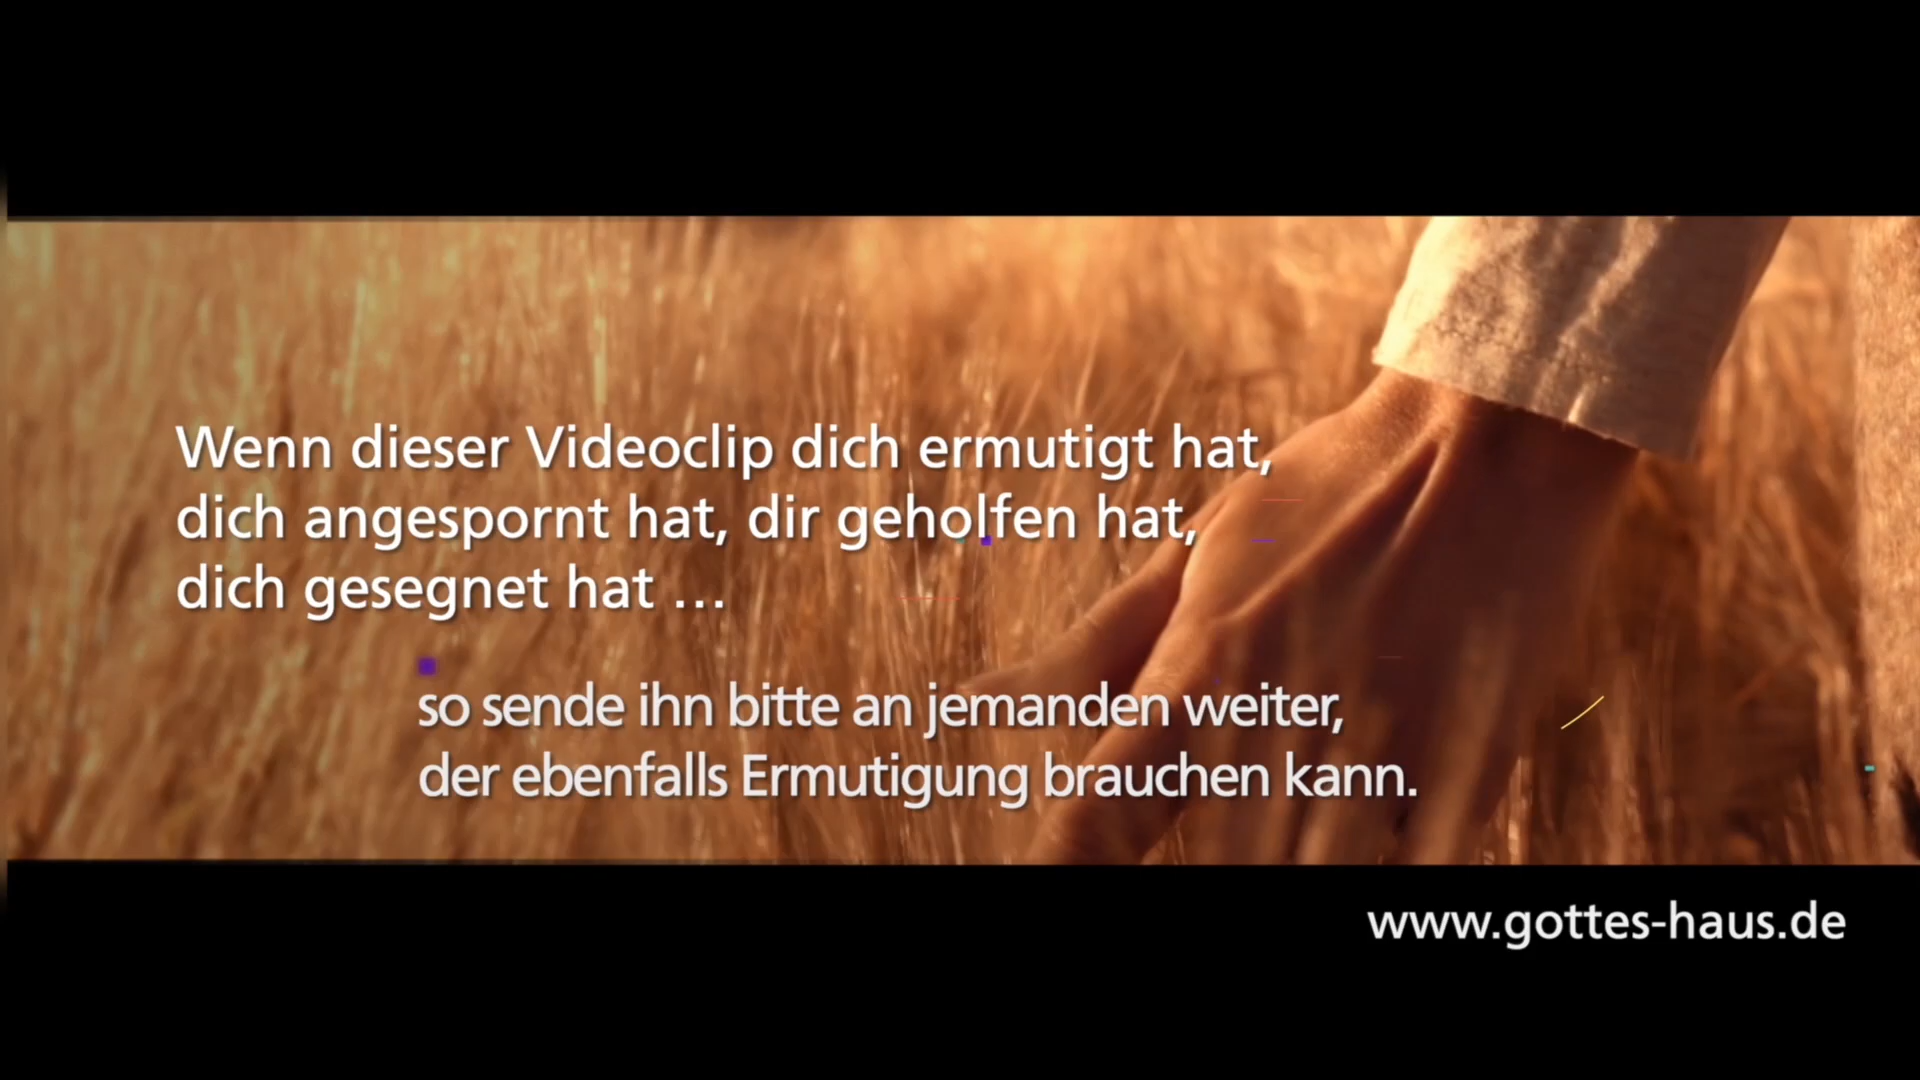 Wenn dieser Videoclip dich ermutigt hat,
dich angespornt hat, dir geholfen hat,
dich gesegnet hat ...
so sende ihn bitte an jemanden weiter,
der ebenfalls Ermutigung brauchen kann.
www.gottes-haus.de